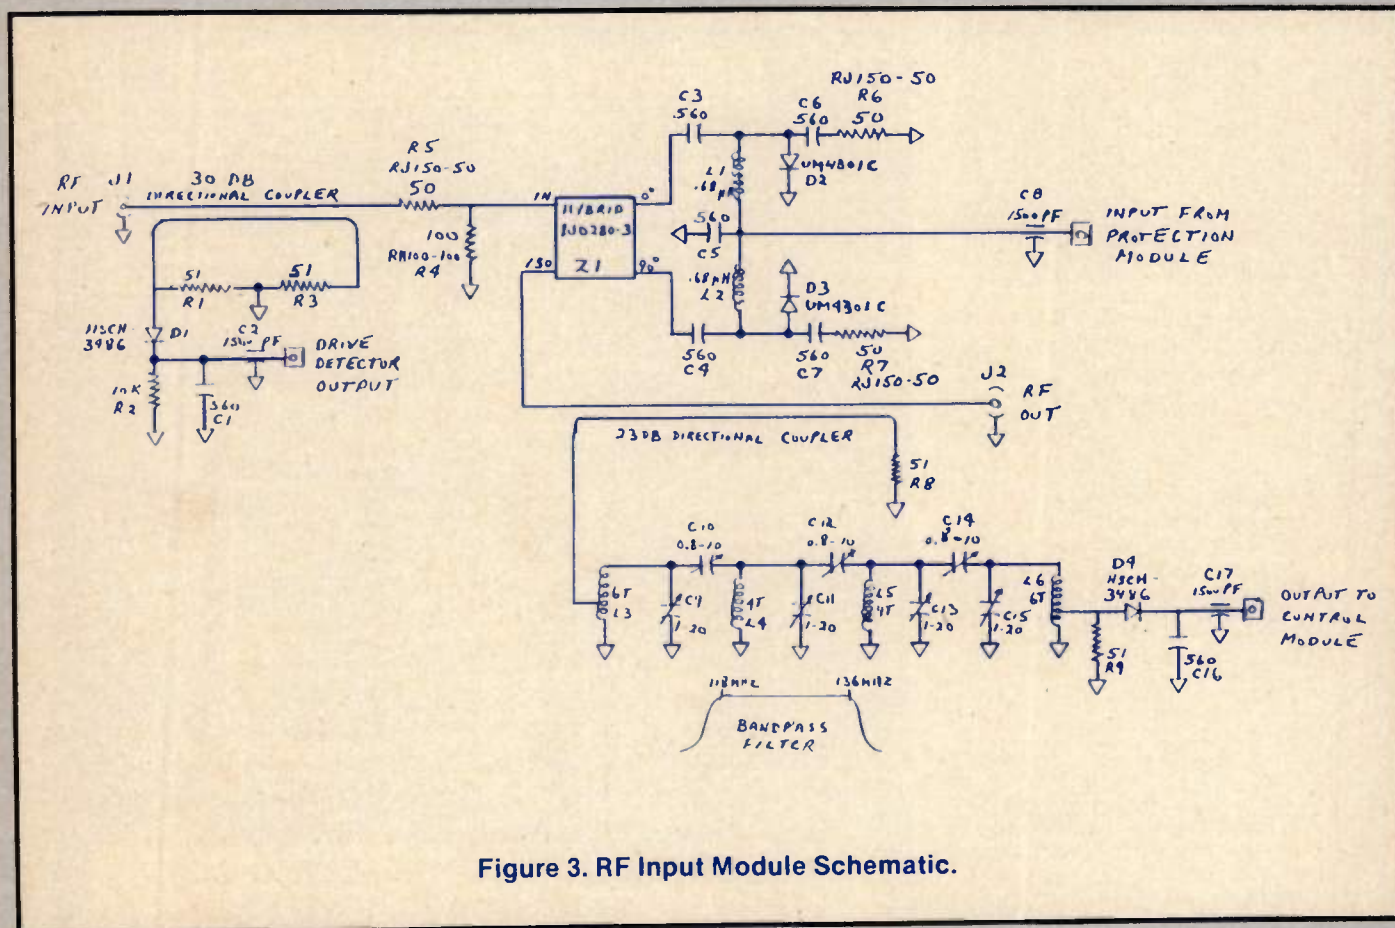 RF
INPUT
J1
30 DB
DIRECTIONAL COUPLER
R5
RJ150-50
50
100
R4
51
R1
51
R3
HSCH-
3486
D1
C2
1500 PF
DRIVE
DETECTOR
OUTPUT
10K
R2
560
C1
IN
HYBRID
Z1
0°
ISO
90°
C3
560
L1
.68µH
C6
560
RJ150-50
R6
50
UM4301C
D2
560
C5
C8
1500PF
INPUT FROM
PROTECTION
MODULE
.68µH
L2
D3
UM4301C
560
C4
560
C7
50
R7
RJ150-50
J2
RF
OUT
23DB DIRECTIONAL COUPLER
51
R8
C10
0.8-10
C12
0.8-10
C14
0.8-10
6T
L3
C9
1-20
4T
L4
C11
1-20
L5
4T
C13
1-20
C15
1-20
L6
6T
D4
HSCH-
3486
C17
1500PF
OUTPUT TO
CONTROL
MODULE
51
R9
560
C16
118MHZ
136MHZ
BANDPASS
FILTER
Figure 3. RF Input Module Schematic.